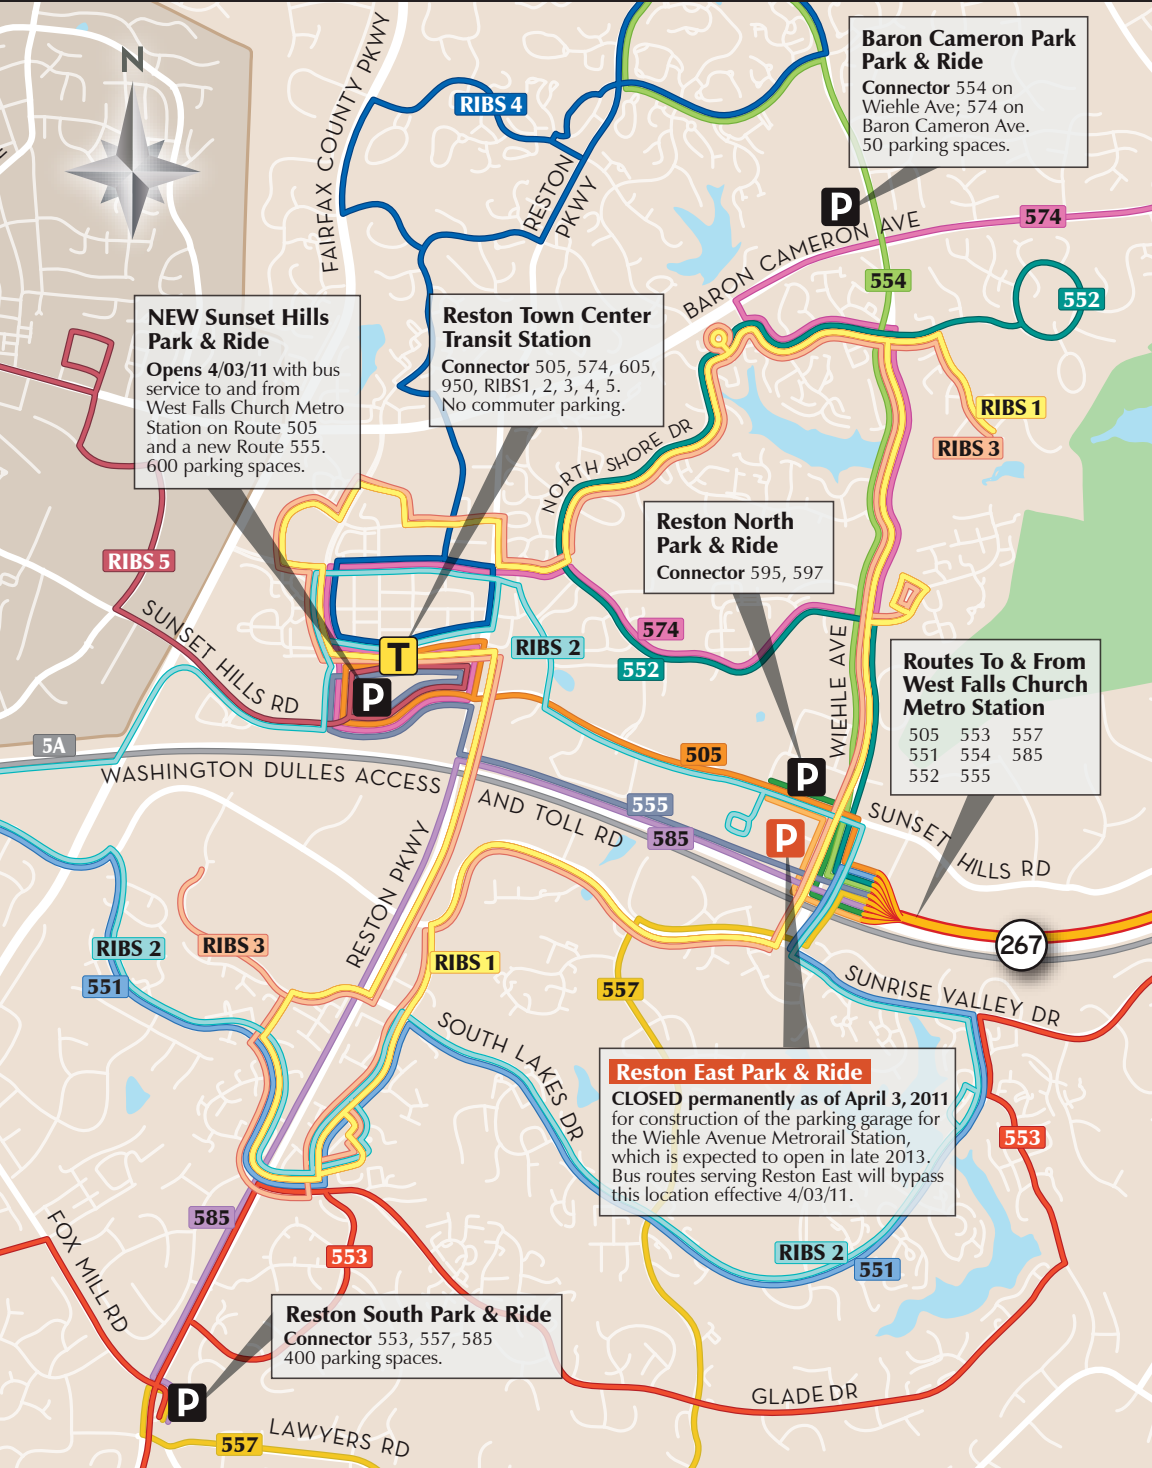 N
FAIRFAX COUNTY PKWY
RIBS 4
RESTON
PKWY
Baron Cameron Park
Park & Ride
Connector 554 on
Wiehle Ave; 574 on
Baron Cameron Ave.
50 parking spaces.
P
BARON CAMERON AVE
574
554
552
NEW Sunset Hills
Park & Ride
Opens 4/03/11 with bus
service to and from
West Falls Church Metro
Station on Route 505
and a new Route 555.
600 parking spaces.
Reston Town Center
Transit Station
Connector 505, 574, 605,
950, RIBS1, 2, 3, 4, 5.
No commuter parking.
RIBS 1
RIBS 3
NORTH SHORE DR
Reston North
Park & Ride
Connector 595, 597
RIBS 5
SUNSET HILLS RD
T
P
RIBS 2
574
552
WIEHLE AVE
Routes To & From
West Falls Church
Metro Station
505 553 557
551 554 585
552 555
5A
WASHINGTON DULLES ACCESS
AND TOLL RD
505
P
555
585
P
SUNSET
HILLS RD
RESTON PKWY
RIBS 2
551
RIBS 3
RIBS 1
557
267
SUNRISE VALLEY DR
SOUTH LAKES DR
Reston East Park & Ride
CLOSED permanently as of April 3, 2011
for construction of the parking garage for
the Wiehle Avenue Metrorail Station,
which is expected to open in late 2013.
Bus routes serving Reston East will bypass
this location effective 4/03/11.
553
585
FOX MILL RD
553
RIBS 2
551
Reston South Park & Ride
Connector 553, 557, 585
400 parking spaces.
P
GLADE DR
557
LAWYERS RD